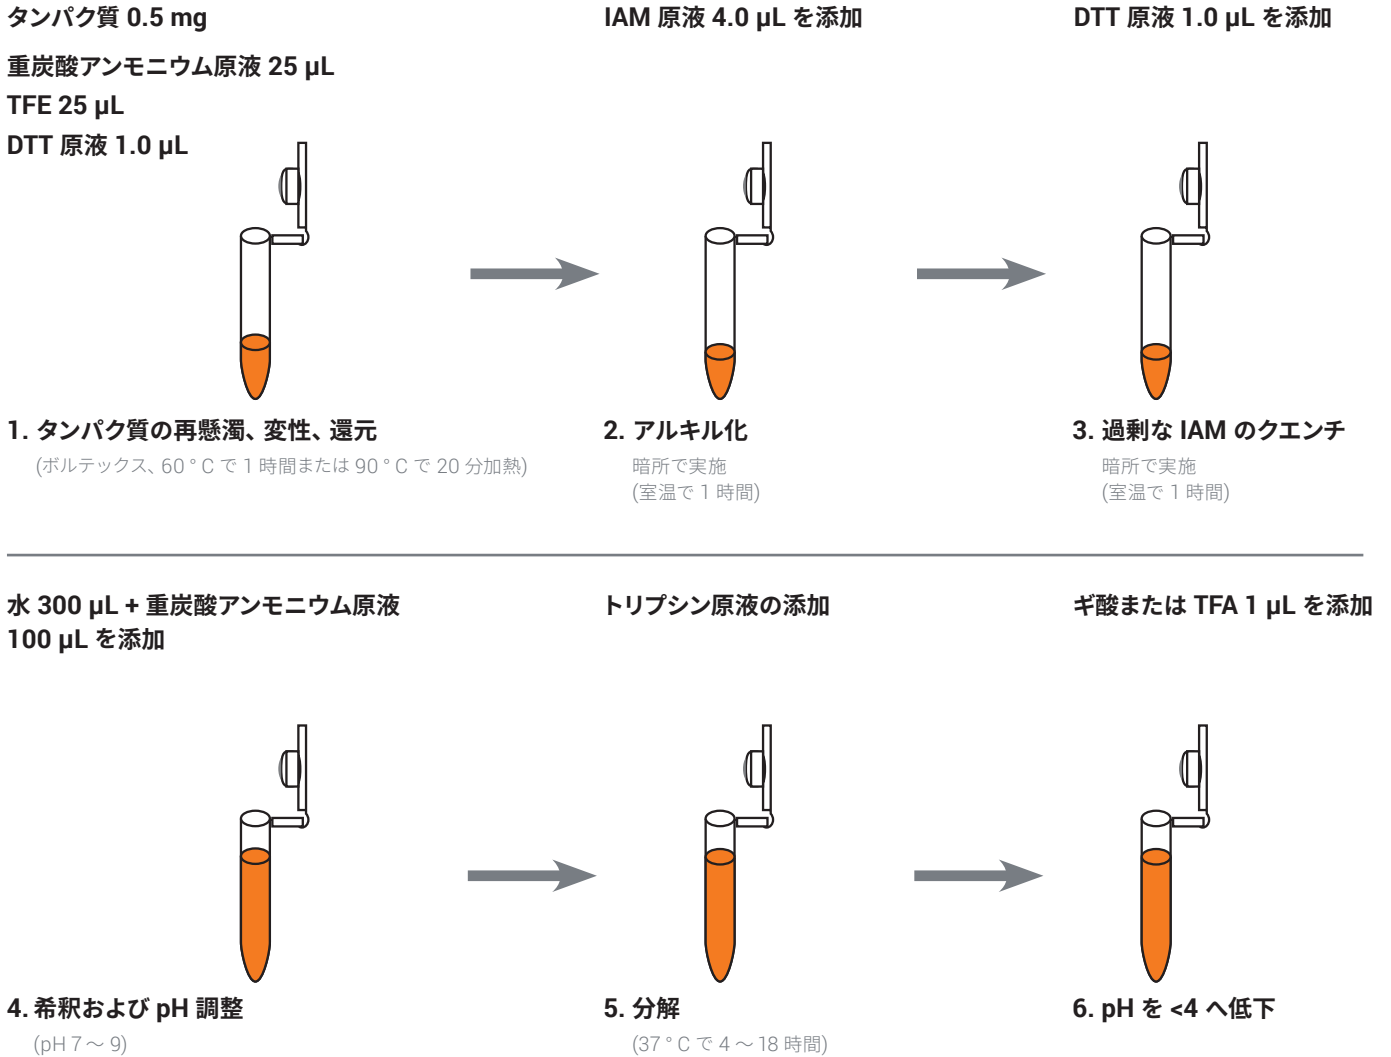 タンパク質 0.5 mg
重炭酸アンモニウム原液 25 µL
TFE 25 µL
DTT 原液 1.0 µL
1. タンパク質の再懸濁、変性、還元
(ボルテックス、60 ° C で 1 時間または 90 ° C で 20 分加熱)
IAM 原液 4.0 µL を添加
2. アルキル化
暗所で実施
(室温で 1 時間)
DTT 原液 1.0 µL を添加
3. 過剰な IAM のクエンチ
暗所で実施
(室温で 1 時間)
水 300 µL + 重炭酸アンモニウム原液
100 µL を添加
4. 希釈および pH 調整
(pH 7 ～ 9)
トリプシン原液の添加
5. 分解
(37 ° C で 4 ～ 18 時間)
ギ酸または TFA 1 µL を添加
6. pH を <4 へ低下